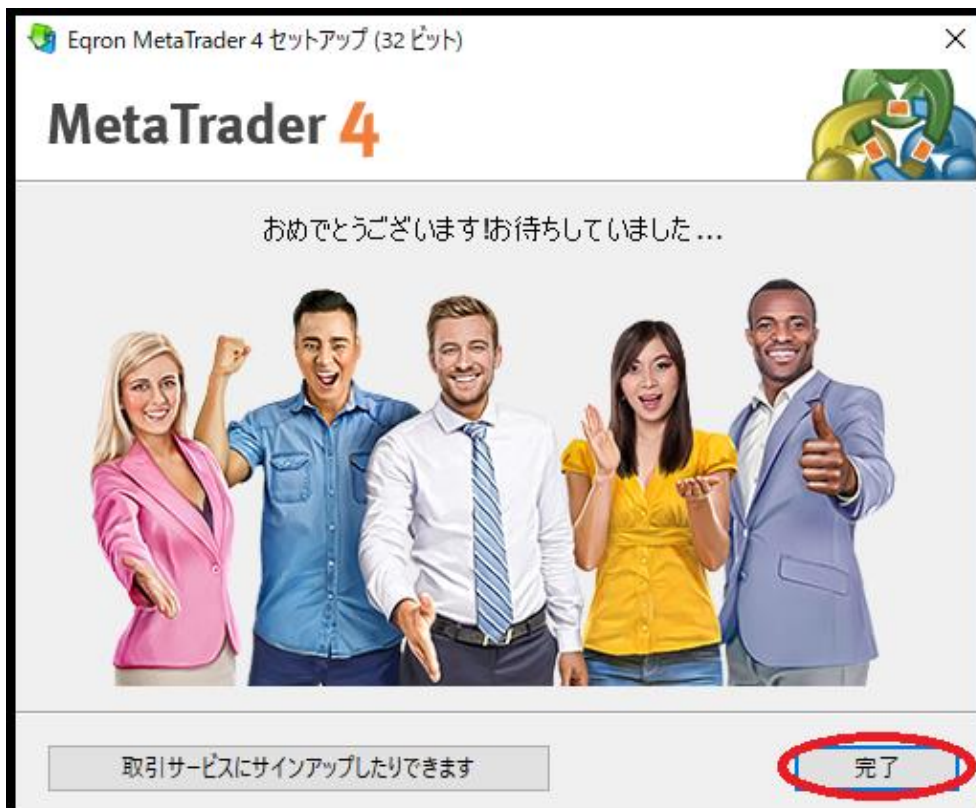 Eqron MetaTrader 4 セットアップ (32 ビット)
MetaTrader 4
おめでとうございます!お待ちしていました...
取引サービスにサインアップしたりできます
完了